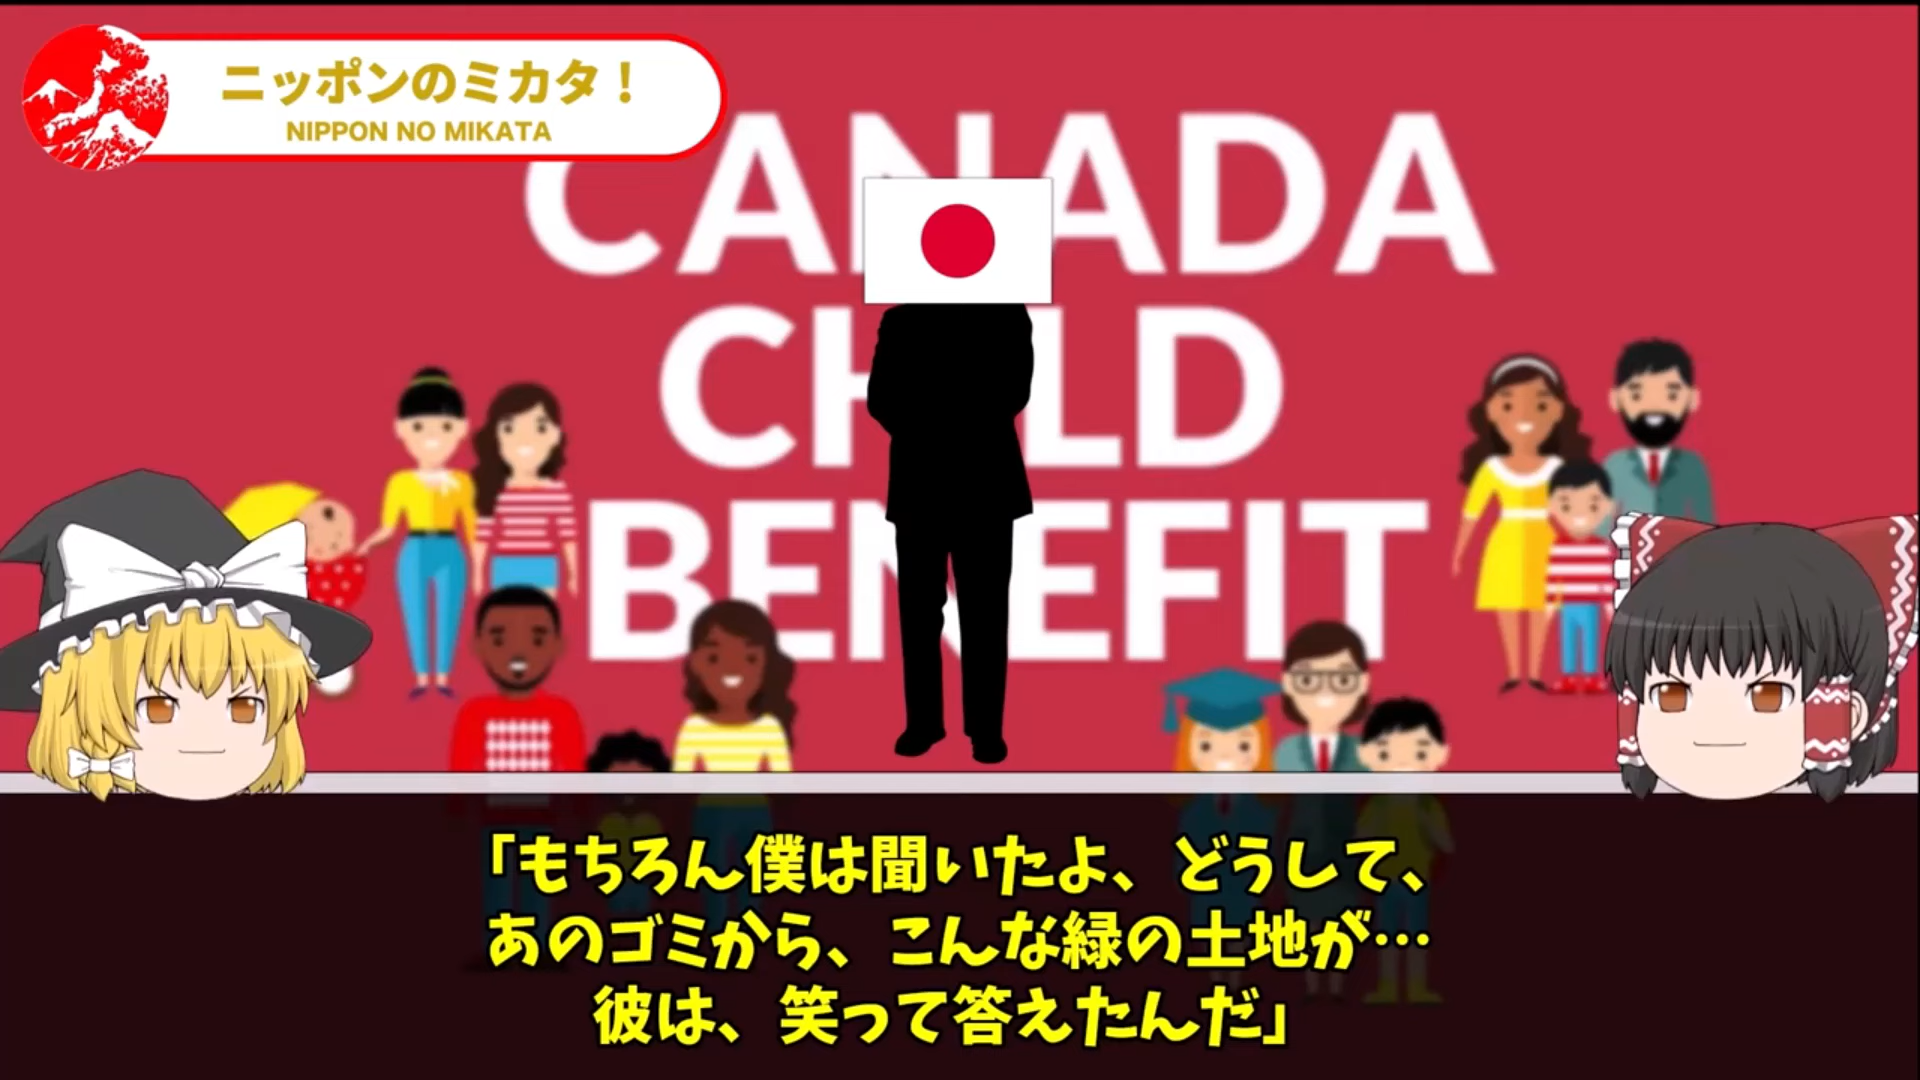 ニッポンのミカタ!
NIPPON NO MIKATA
CANADA
CHILD
BENEFIT
「もちろん僕は聞いたよ、どうして、
あのゴミから、こんな緑の土地が…
彼は、笑って答えたんだ」